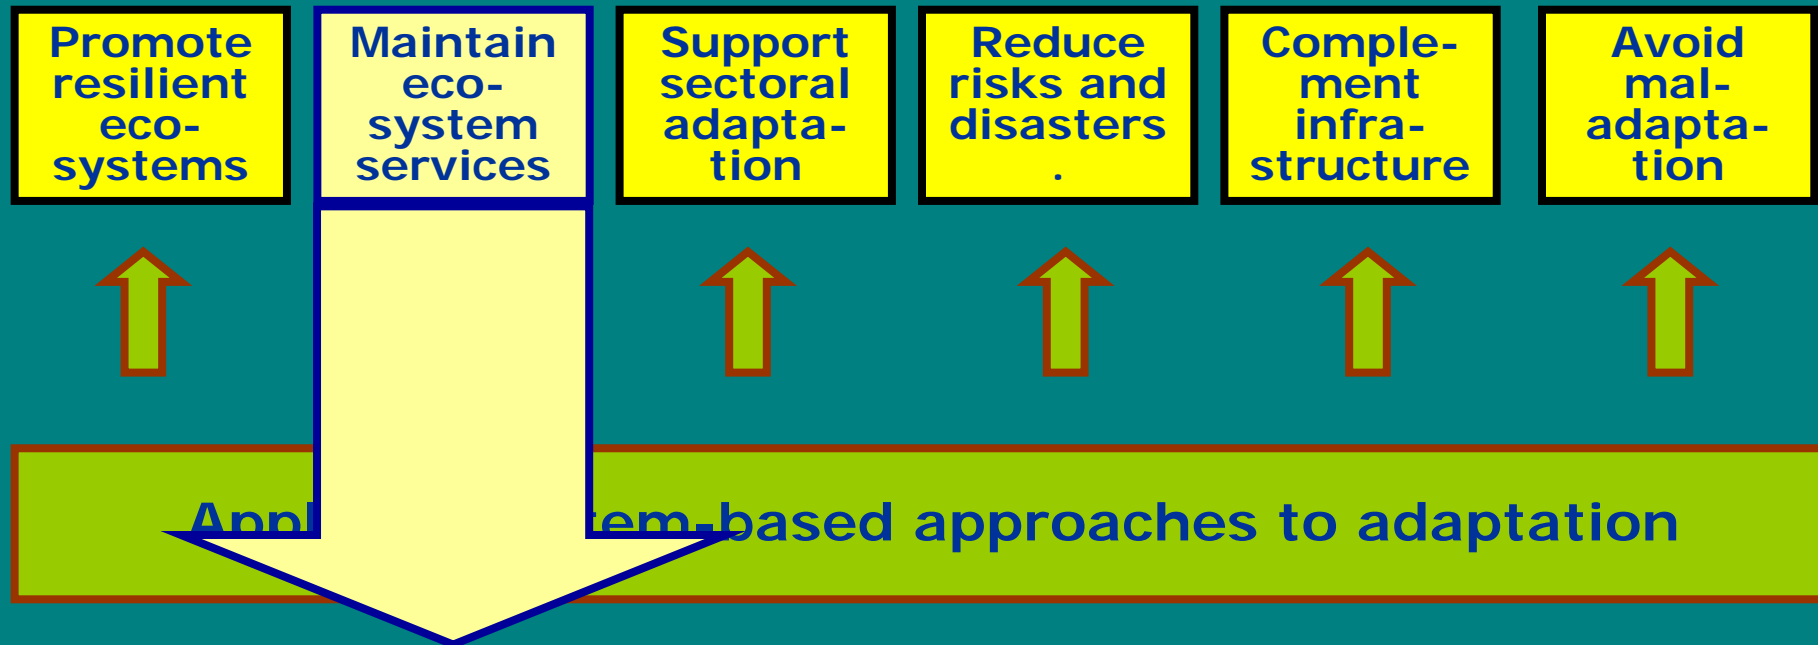 Promote
resilient
eco-
systems
Maintain
eco-
system
services
Support
sectoral
adapta-
tion
Reduce
risks and
disasters
.
Comple-
ment
infra-
structure
Avoid
mal-
adapta-
tion
-based approaches to adaptation